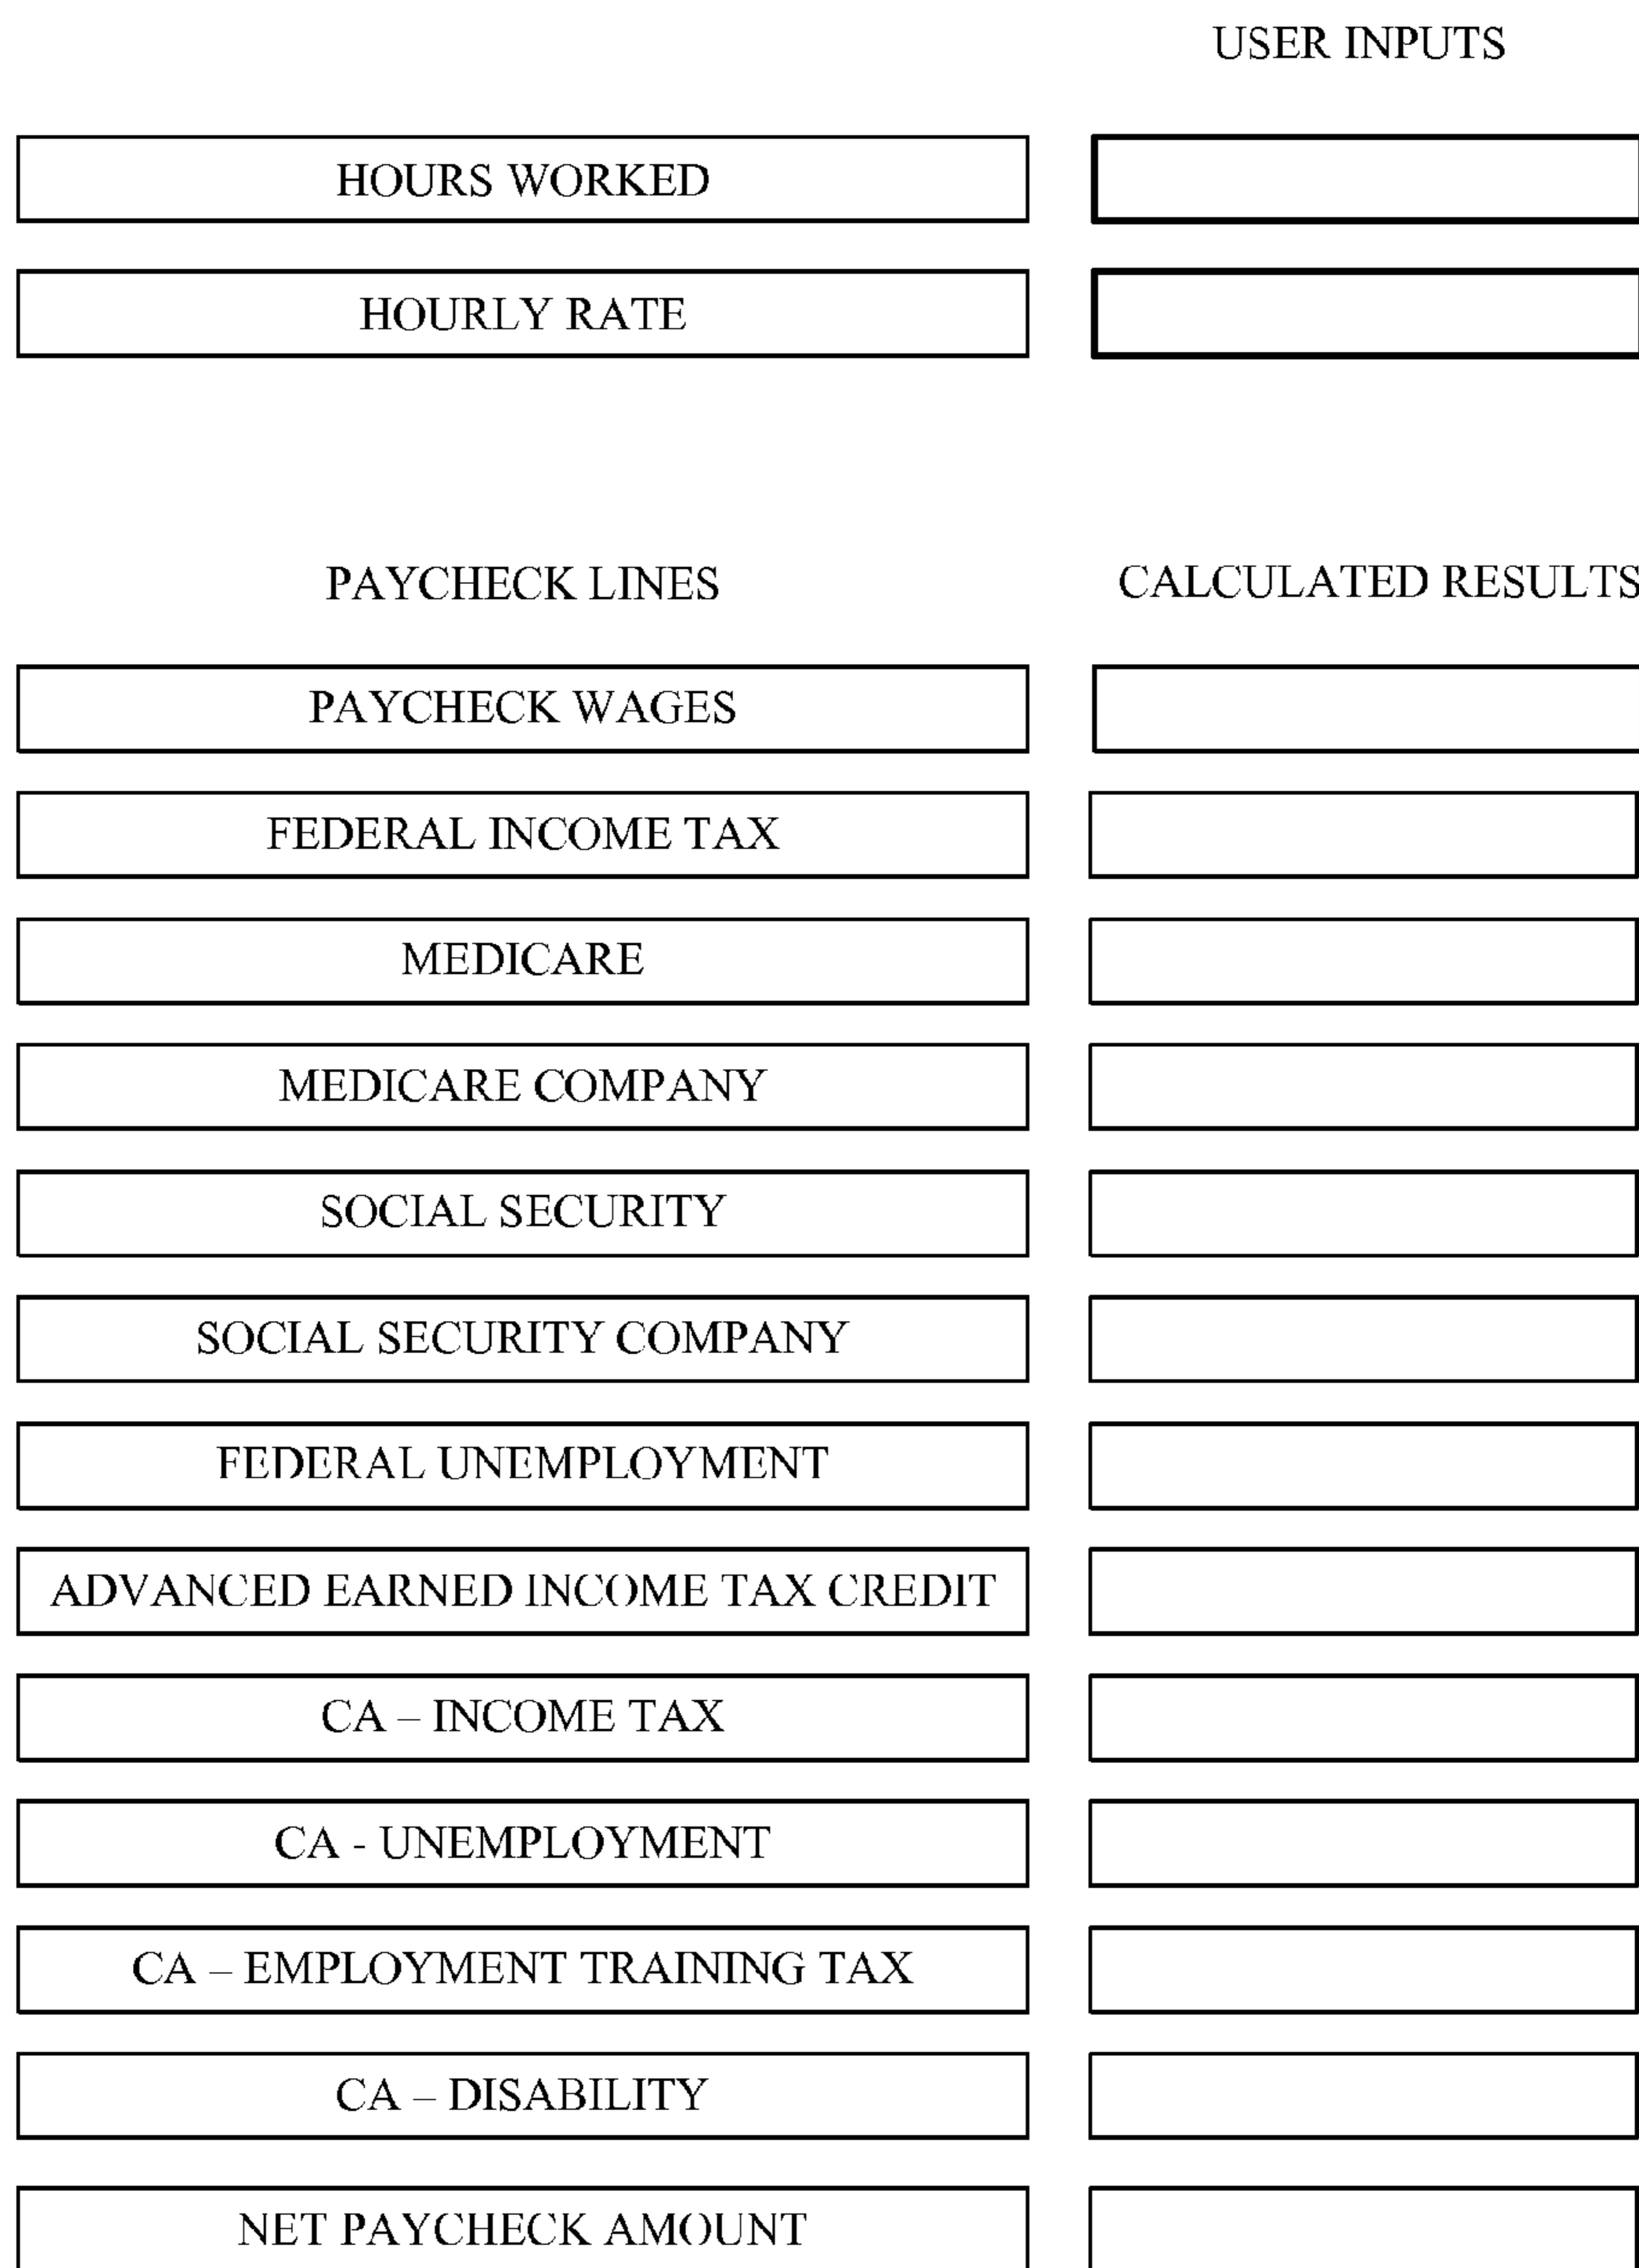 USER INPUTS
HOURS WORKED
HOURLY RATE
PAYCHECK LINES
CALCULATED RESULTS
PAYCHECK WAGES
FEDERAL INCOME TAX
MEDICARE
MEDICARE COMPANY
SOCIAL SECURITY
SOCIAL SECURITY COMPANY
FEDERAL UNEMPLOYMENT
ADVANCED EARNED INCOME TAX CREDIT
CA – INCOME TAX
CA - UNEMPLOYMENT
CA – EMPLOYMENT TRAINING TAX
CA – DISABILITY
NET PAYCHECK AMOUNT